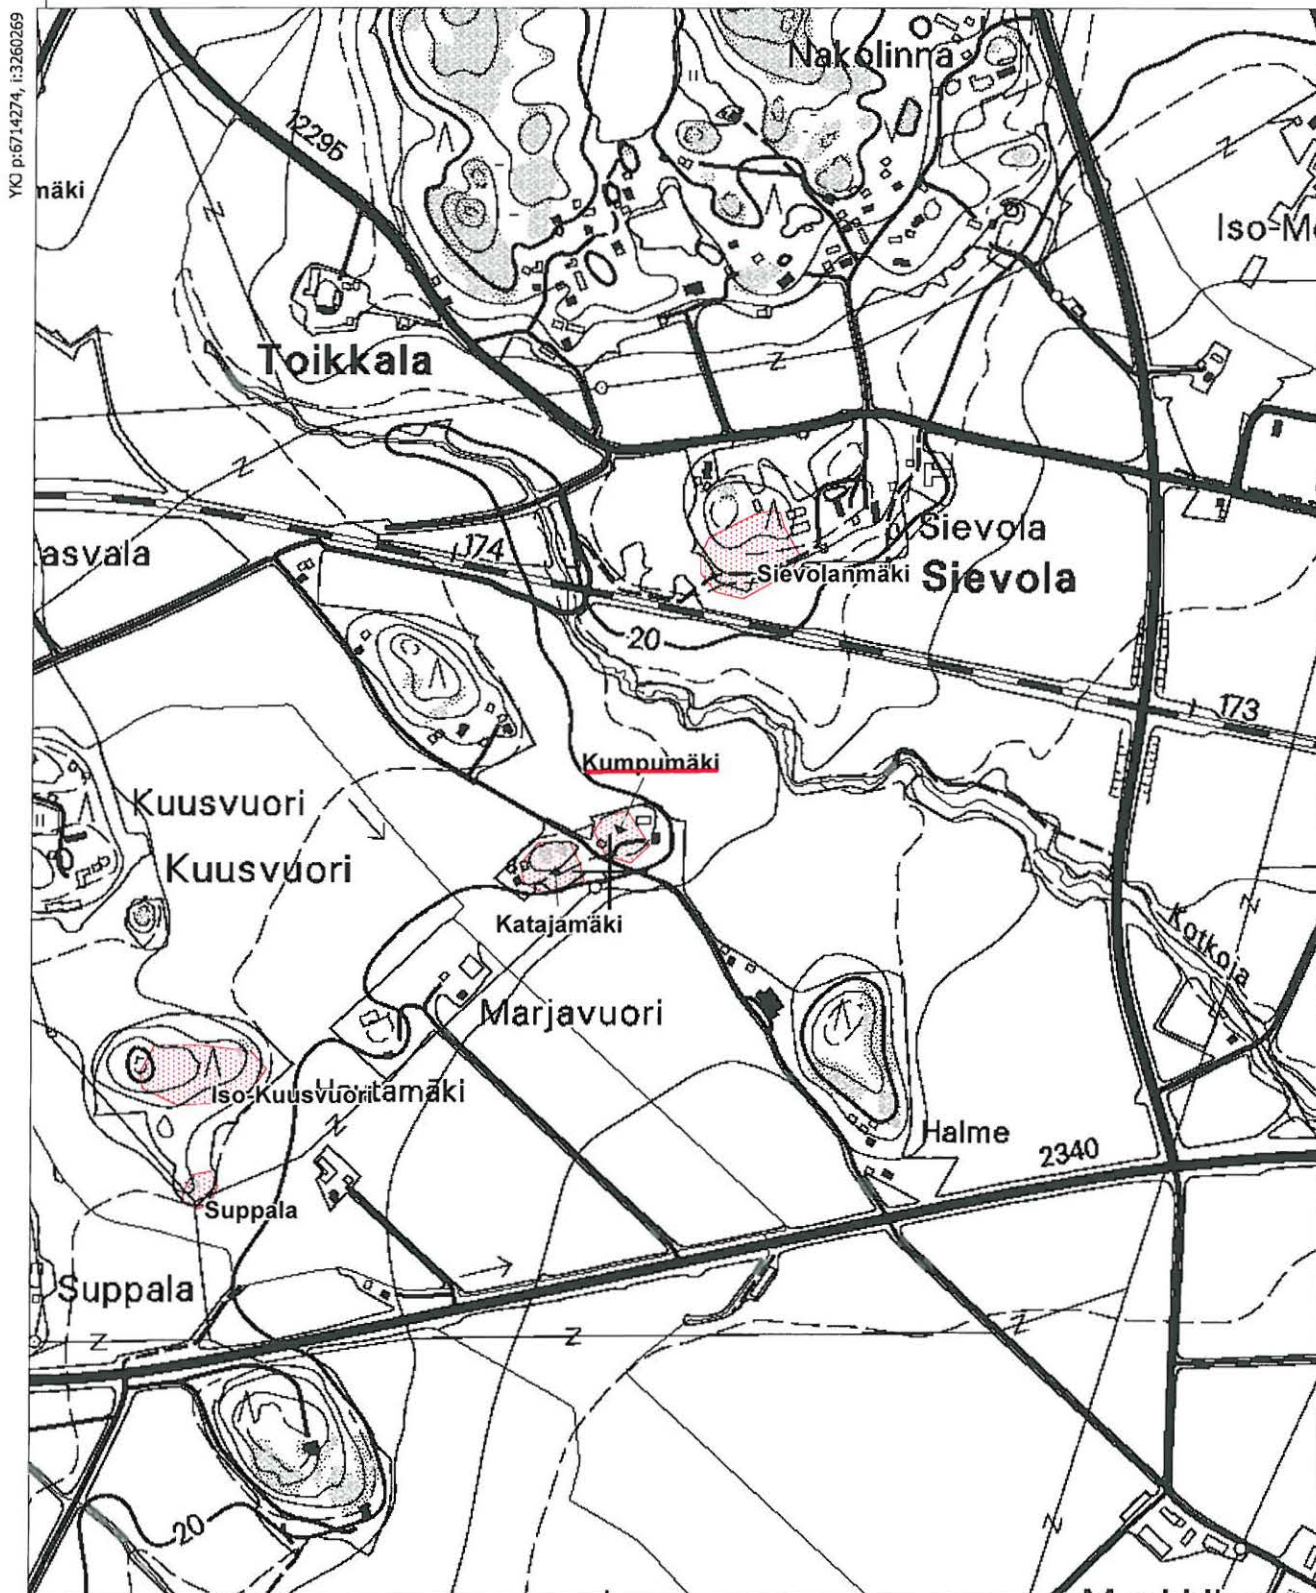 YKJ p:6714274, i:3260269
Nakolinna
12295
mäki
Iso-M
Toikkala
Sievola
174
asvala
Sievolanmäki
Sievola
20
173
Kumpumäki
Kuusvuori
Kuusvuori
Katajamäki
Kotkoja
Marjavuori
Iso-Kuusvuori
tamäki
Halme
2340
Suppala
Suppala
20